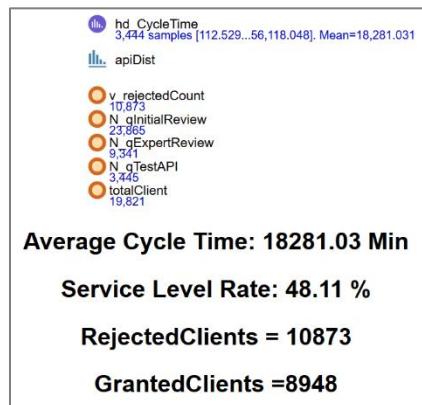 hd_CycleTime
3,444 samples [112.529...56,118.048]. Mean=18,281.031
apiDist
v_rejectedCount
10,873
N_qInitialReview
23,865
N_qExpertReview
9,341
N_qTestAPI
3,445
totalClient
19,821
Average Cycle Time: 18281.03 Min
Service Level Rate: 48.11 %
RejectedClients = 10873
GrantedClients =8948